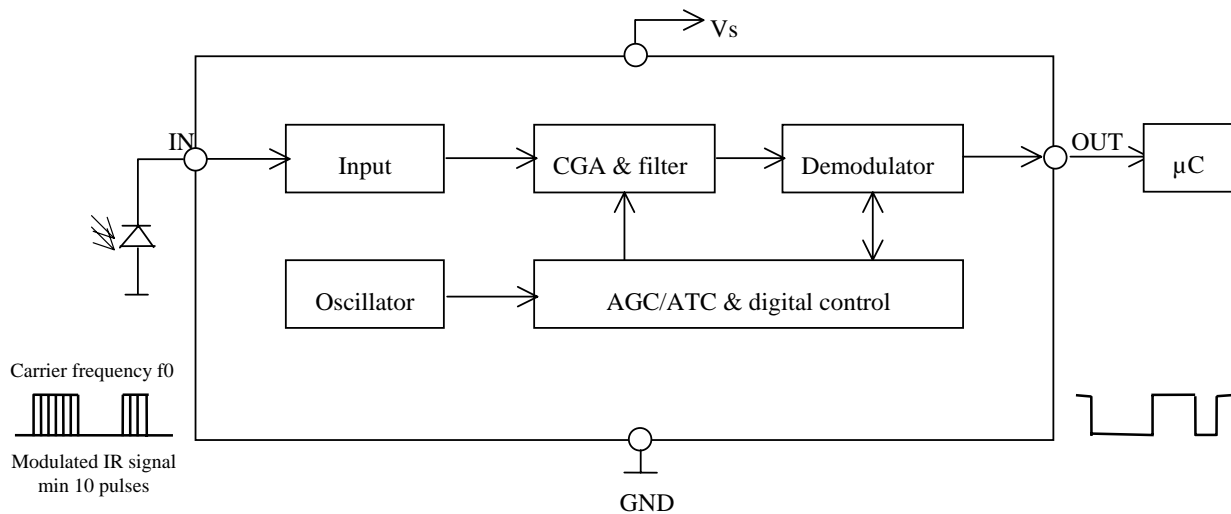 Vs
IN
Input
CGA & filter
Demodulator
OUT
µC
Oscillator
AGC/ATC & digital control
Carrier frequency f0
Modulated IR signal
min 10 pulses
GND